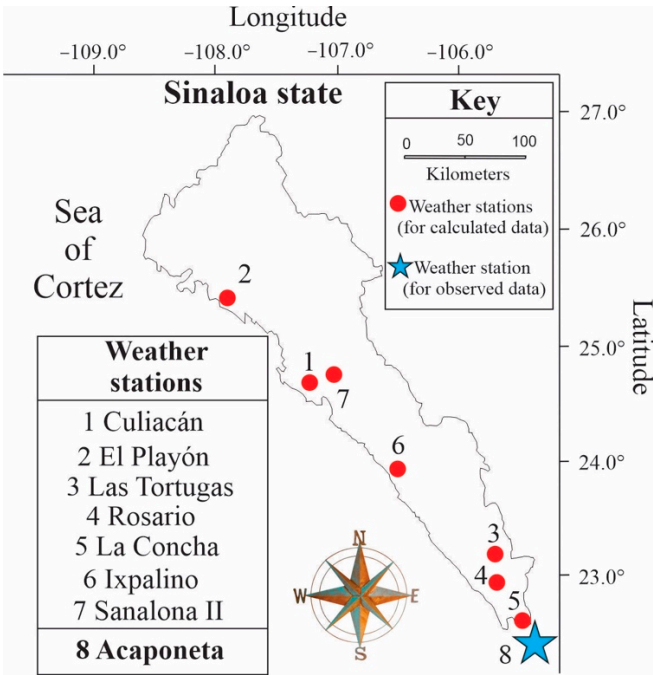 Longitude
−109.0° −108.0° −107.0° −106.0°
Sinaloa state
Key
0 50 100
Kilometers
Weather stations
(for calculated data)
Weather station
(for observed data)
27.0°
26.0°
25.0°
24.0°
23.0°
Latitude
Sea
of
Cortez
2
1
7
6
3
4
5
8
Weather
stations
1 Culiacán
2 El Playón
3 Las Tortugas
4 Rosario
5 La Concha
6 Ixpalino
7 Sanalona II
8 Acaponeta
N
W E
S